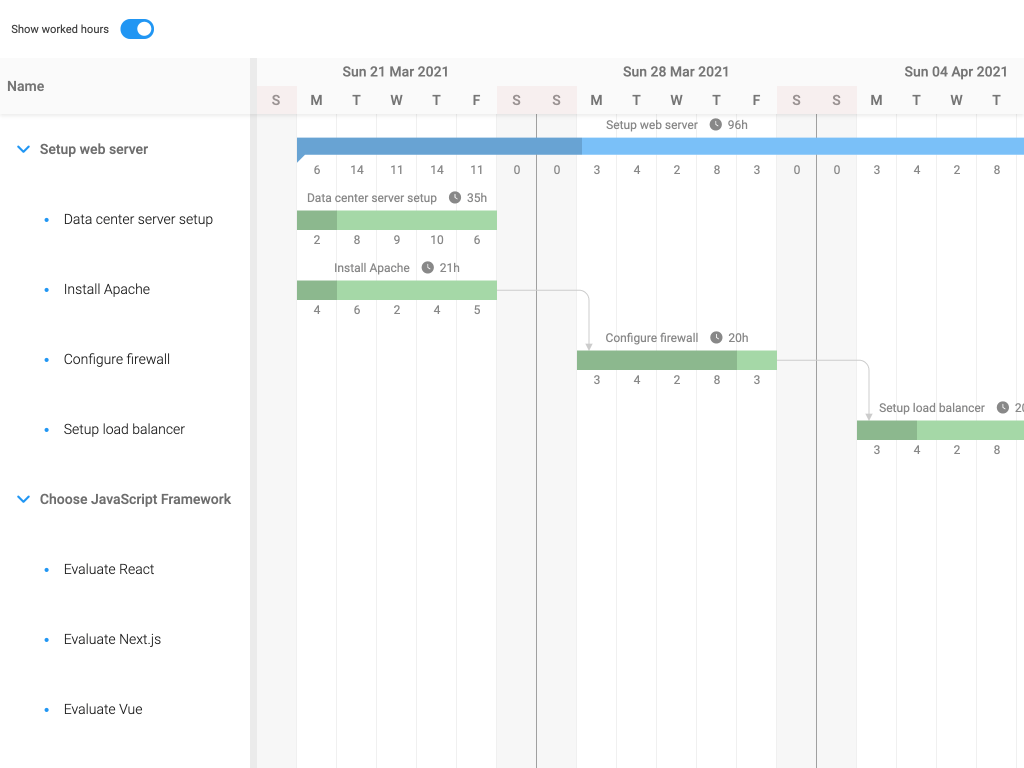 Show worked hours
Name
Sun 21 Mar 2021 Sun 28 Mar 2021 Sun 04 Apr 2021
S M T W T F S S M T W T F S S M T W T
Setup web server 96h
Setup web server
6 14 11 14 11 0 0 3 4 2 8 3 0 0 3 4 2 8
Data center server setup 35h
Data center server setup
2 8 9 10 6
Install Apache 21h
Install Apache
4 6 2 4 5
Configure firewall 20h
Configure firewall
3 4 2 8 3
Setup load balancer
Setup load balancer
3 4 2 8
Choose JavaScript Framework
Evaluate React
Evaluate Next.js
Evaluate Vue